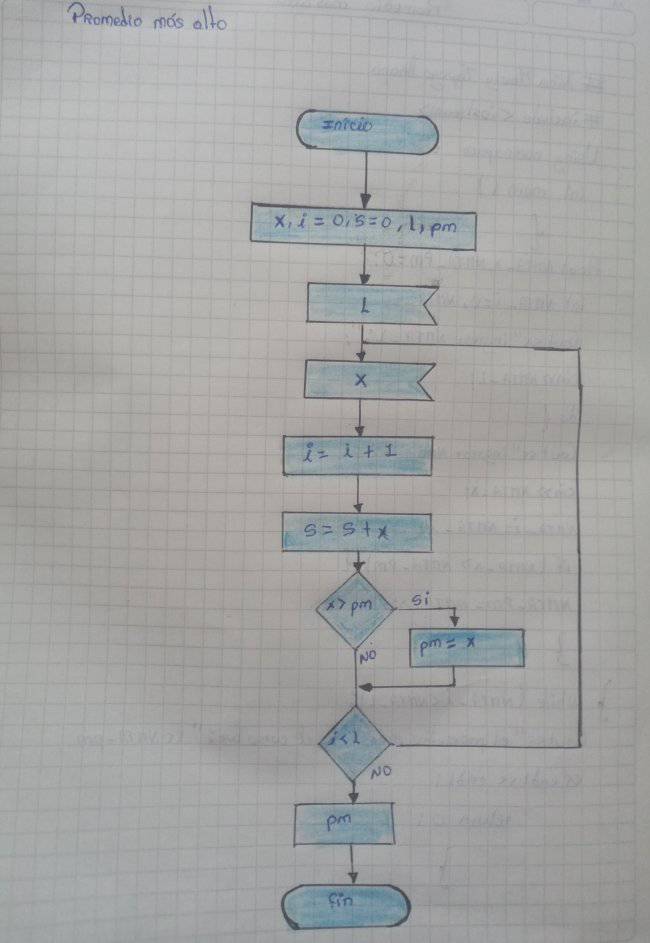 Promedio más alto
Inicio
x, i = 0, s=0, L, pm
L
x
i = i + 1
s = s + x
x > pm
si
pm = x
NO
i < L
NO
pm
fin